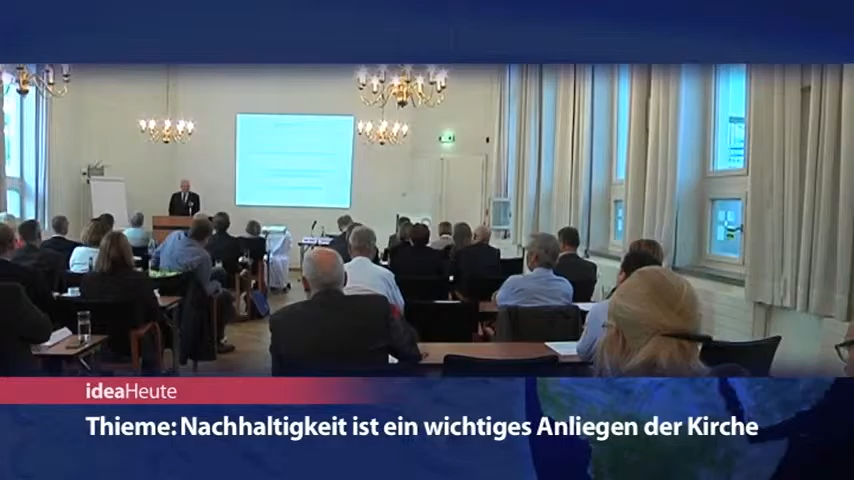 ideaHeute
Thieme: Nachhaltigkeit ist ein wichtiges Anliegen der Kirche